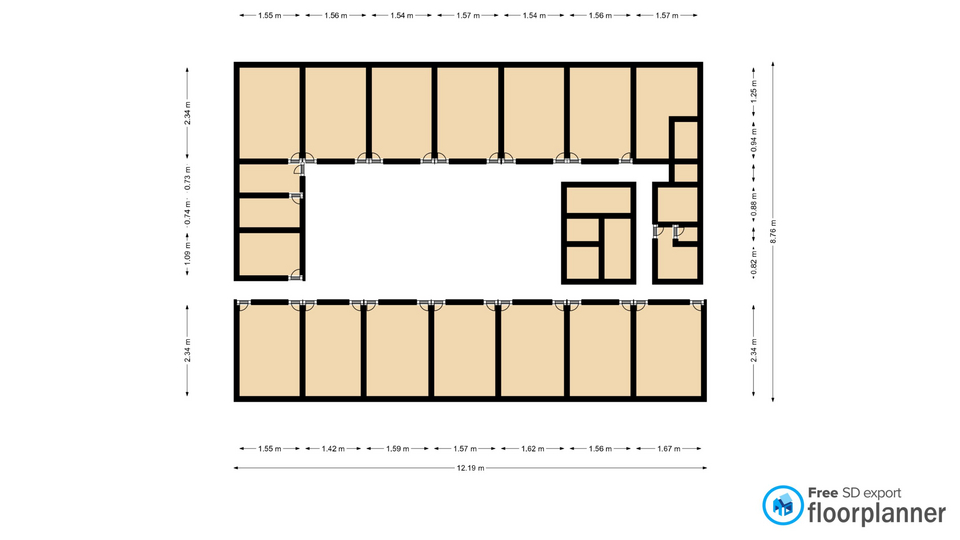 1.55 m
1.56 m
1.54 m
1.57 m
1.54 m
1.56 m
1.57 m
2.34 m
0.73 m
0.74 m
1.09 m
2.34 m
1.25 m
0.94 m
0.88 m
0.82 m
2.34 m
8.76 m
1.55 m
1.42 m
1.59 m
1.57 m
1.62 m
1.56 m
1.67 m
12.19 m
Free SD export
floorplanner